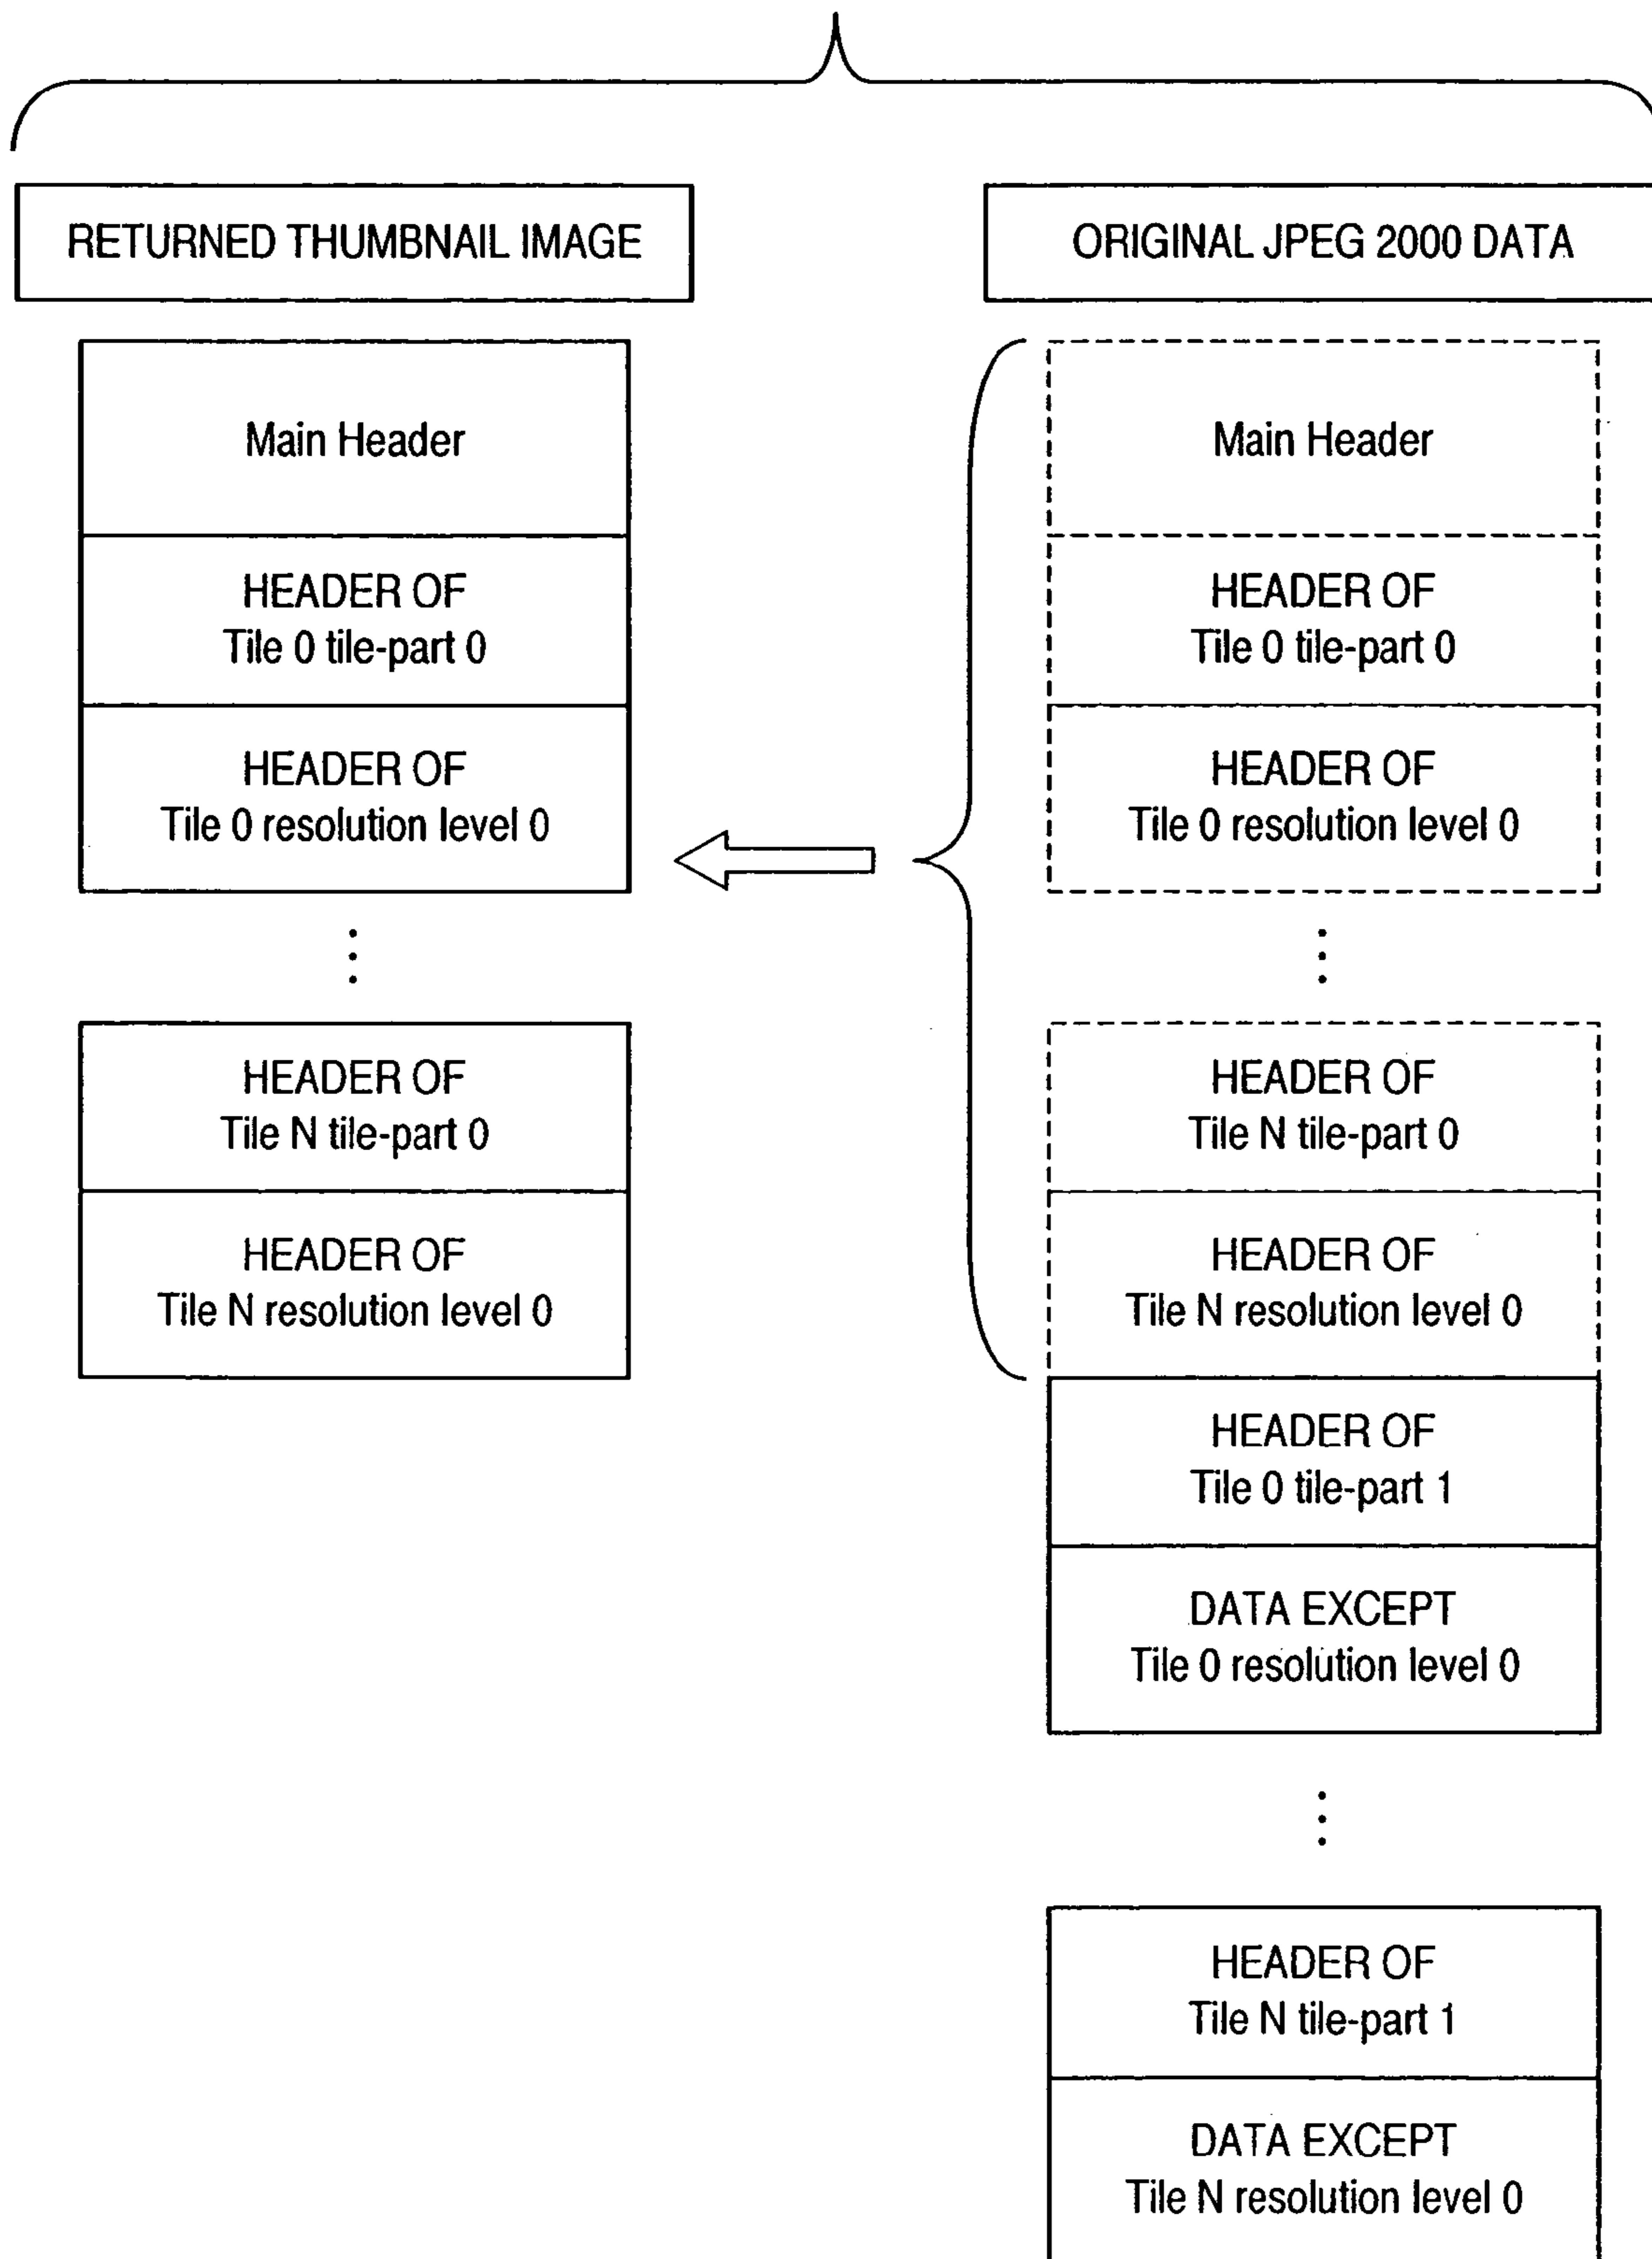 RETURNED THUMBNAIL IMAGE
Main Header
HEADER OF
Tile 0 tile-part 0
HEADER OF
Tile 0 resolution level 0
HEADER OF
Tile N tile-part 0
HEADER OF
Tile N resolution level 0
ORIGINAL JPEG 2000 DATA
Main Header
HEADER OF
Tile 0 tile-part 0
HEADER OF
Tile 0 resolution level 0
HEADER OF
Tile N tile-part 0
HEADER OF
Tile N resolution level 0
HEADER OF
Tile 0 tile-part 1
DATA EXCEPT
Tile 0 resolution level 0
HEADER OF
Tile N tile-part 1
DATA EXCEPT
Tile N resolution level 0